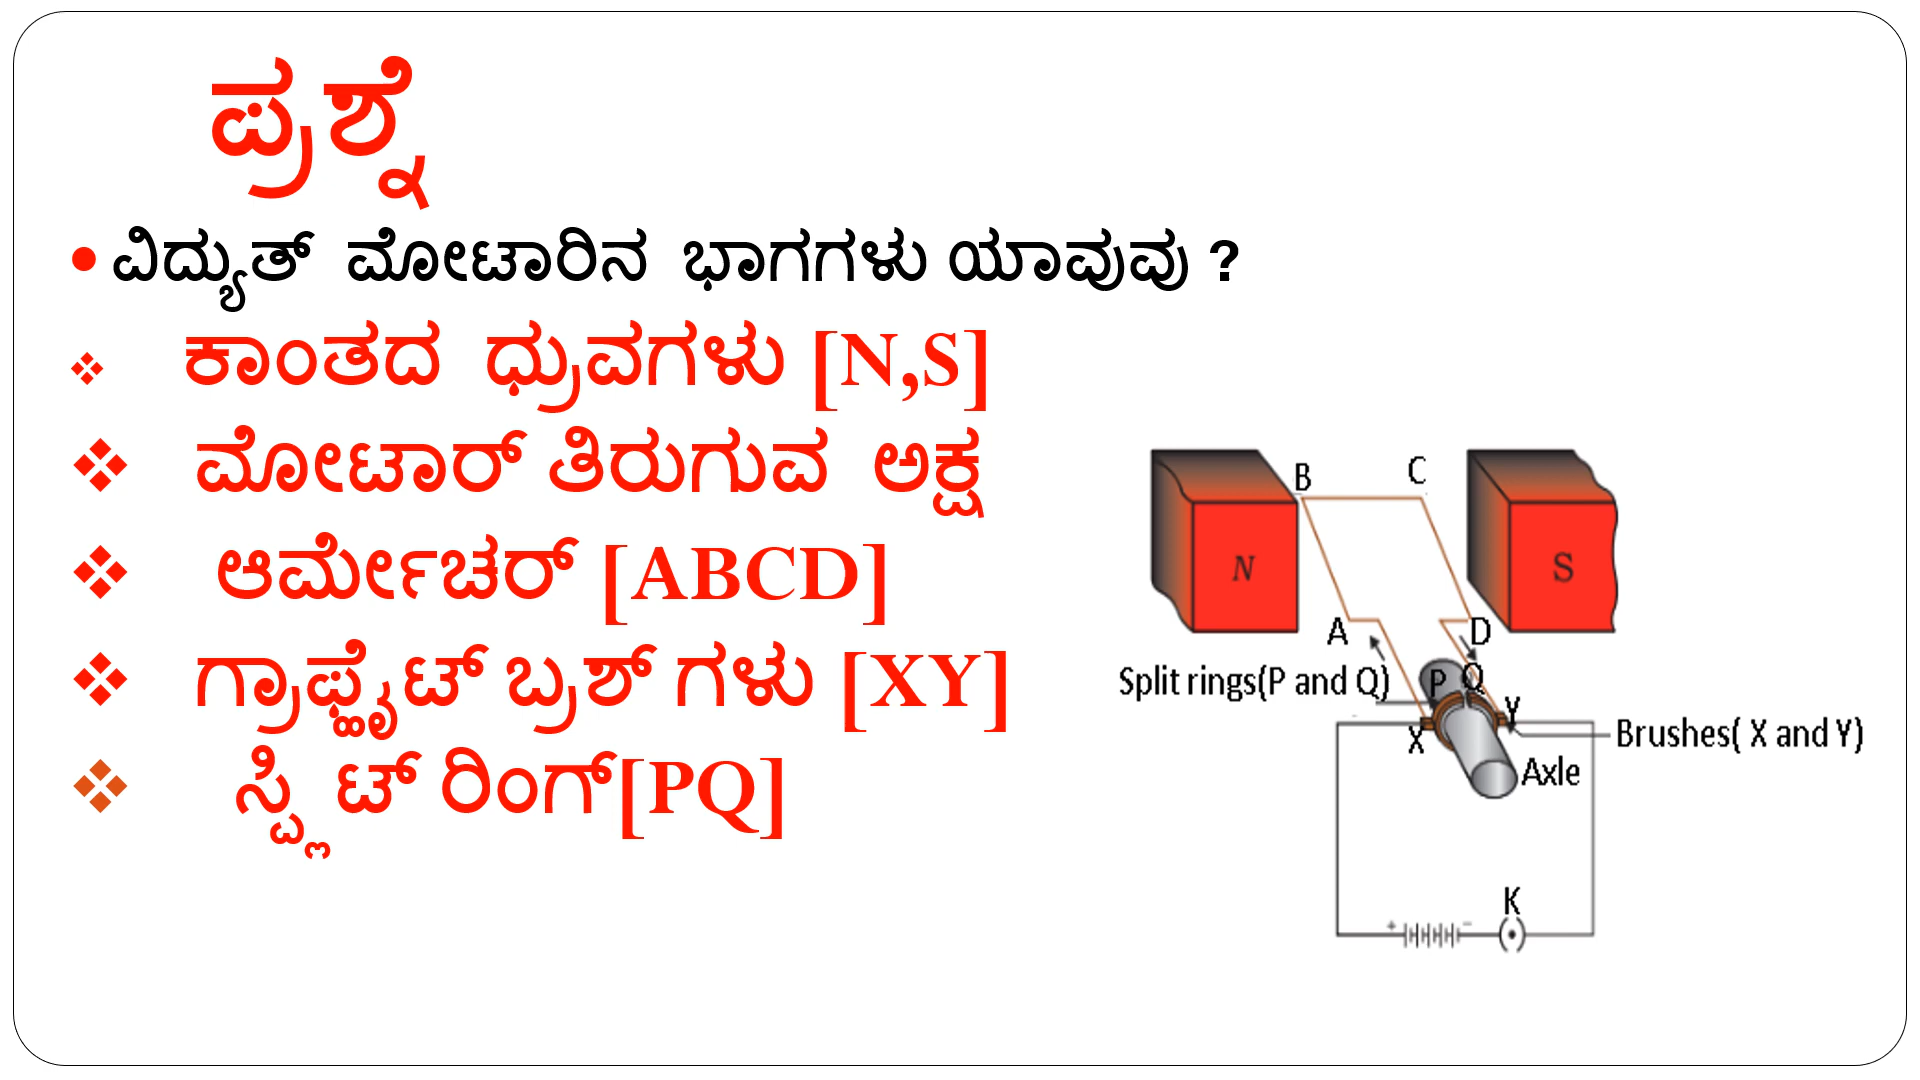 ಪ್ರಶ್ನೆ
ವಿದ್ಯುತ್ ಮೋಟಾರಿನ ಭಾಗಗಳು ಯಾವುವು ?
ಕಾಂತದ ಧ್ರುವಗಳು [N,S]
ಮೋಟಾರ್ ತಿರುಗುವ ಅಕ್ಷ
ಆರ್ಮೇಚರ್ [ABCD]
ಗ್ರಾಫೈಟ್ ಬ್ರಶ್ ಗಳು [XY]
ಸ್ಪ್ಲಿಟ್ ರಿಂಗ್[PQ]
B C
N S
A D
Split rings(P and Q) P Q
X Y
Brushes( X and Y)
Axle
K
+ −